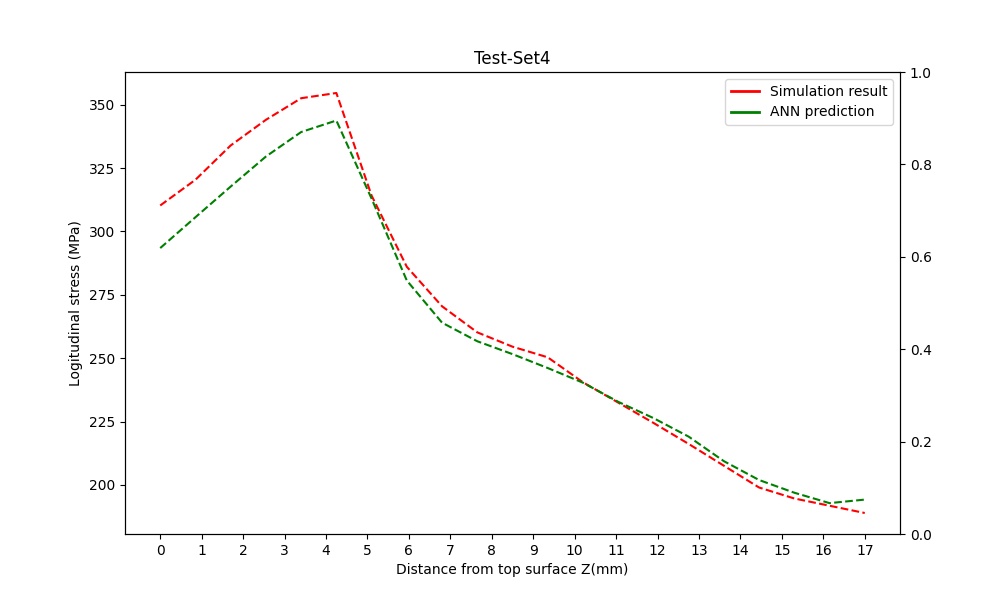 Test-Set4
Simulation result
ANN prediction
350
325
300
275
250
225
200
Logitudinal stress (MPa)
1.0
0.8
0.6
0.4
0.2
0.0
0 1 2 3 4 5 6 7 8 9 10 11 12 13 14 15 16 17
Distance from top surface Z(mm)